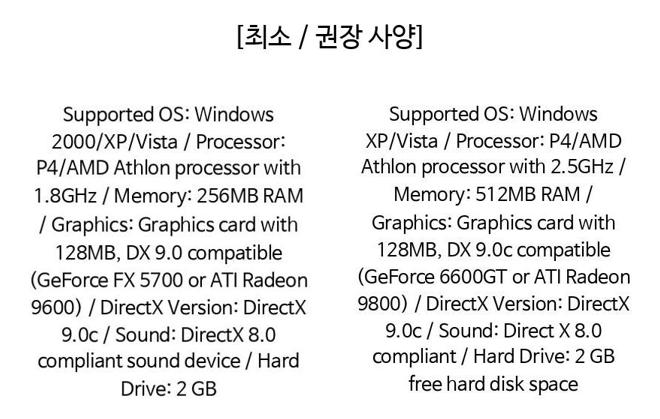 [최소 / 권장 사양]
Supported OS: Windows
2000/XP/Vista / Processor:
P4/AMD Athlon processor with
1.8GHz / Memory: 256MB RAM
/ Graphics: Graphics card with
128MB, DX 9.0 compatible
(GeForce FX 5700 or ATI Radeon
9600) / DirectX Version: DirectX
9.0c / Sound: DirectX 8.0
compliant sound device / Hard
Drive: 2 GB
Supported OS: Windows
XP/Vista / Processor: P4/AMD
Athlon processor with 2.5GHz /
Memory: 512MB RAM /
Graphics: Graphics card with
128MB, DX 9.0c compatible
(GeForce 6600GT or ATI Radeon
9800) / DirectX Version: DirectX
9.0c / Sound: Direct X 8.0
compliant / Hard Drive: 2 GB
free hard disk space